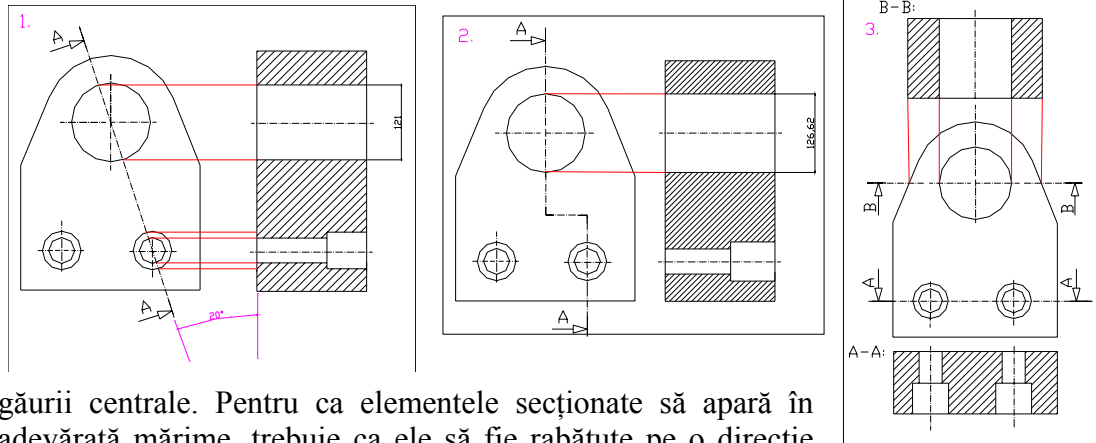 1.
A
121
A
20°
2.
A
126.62
A
B-B:
3.
B
B
A
A
A-A:
găurii centrale. Pentru ca elementele secționate să apară în
adevărată mărime, trebuie ca ele să fie rabătute pe o direcție